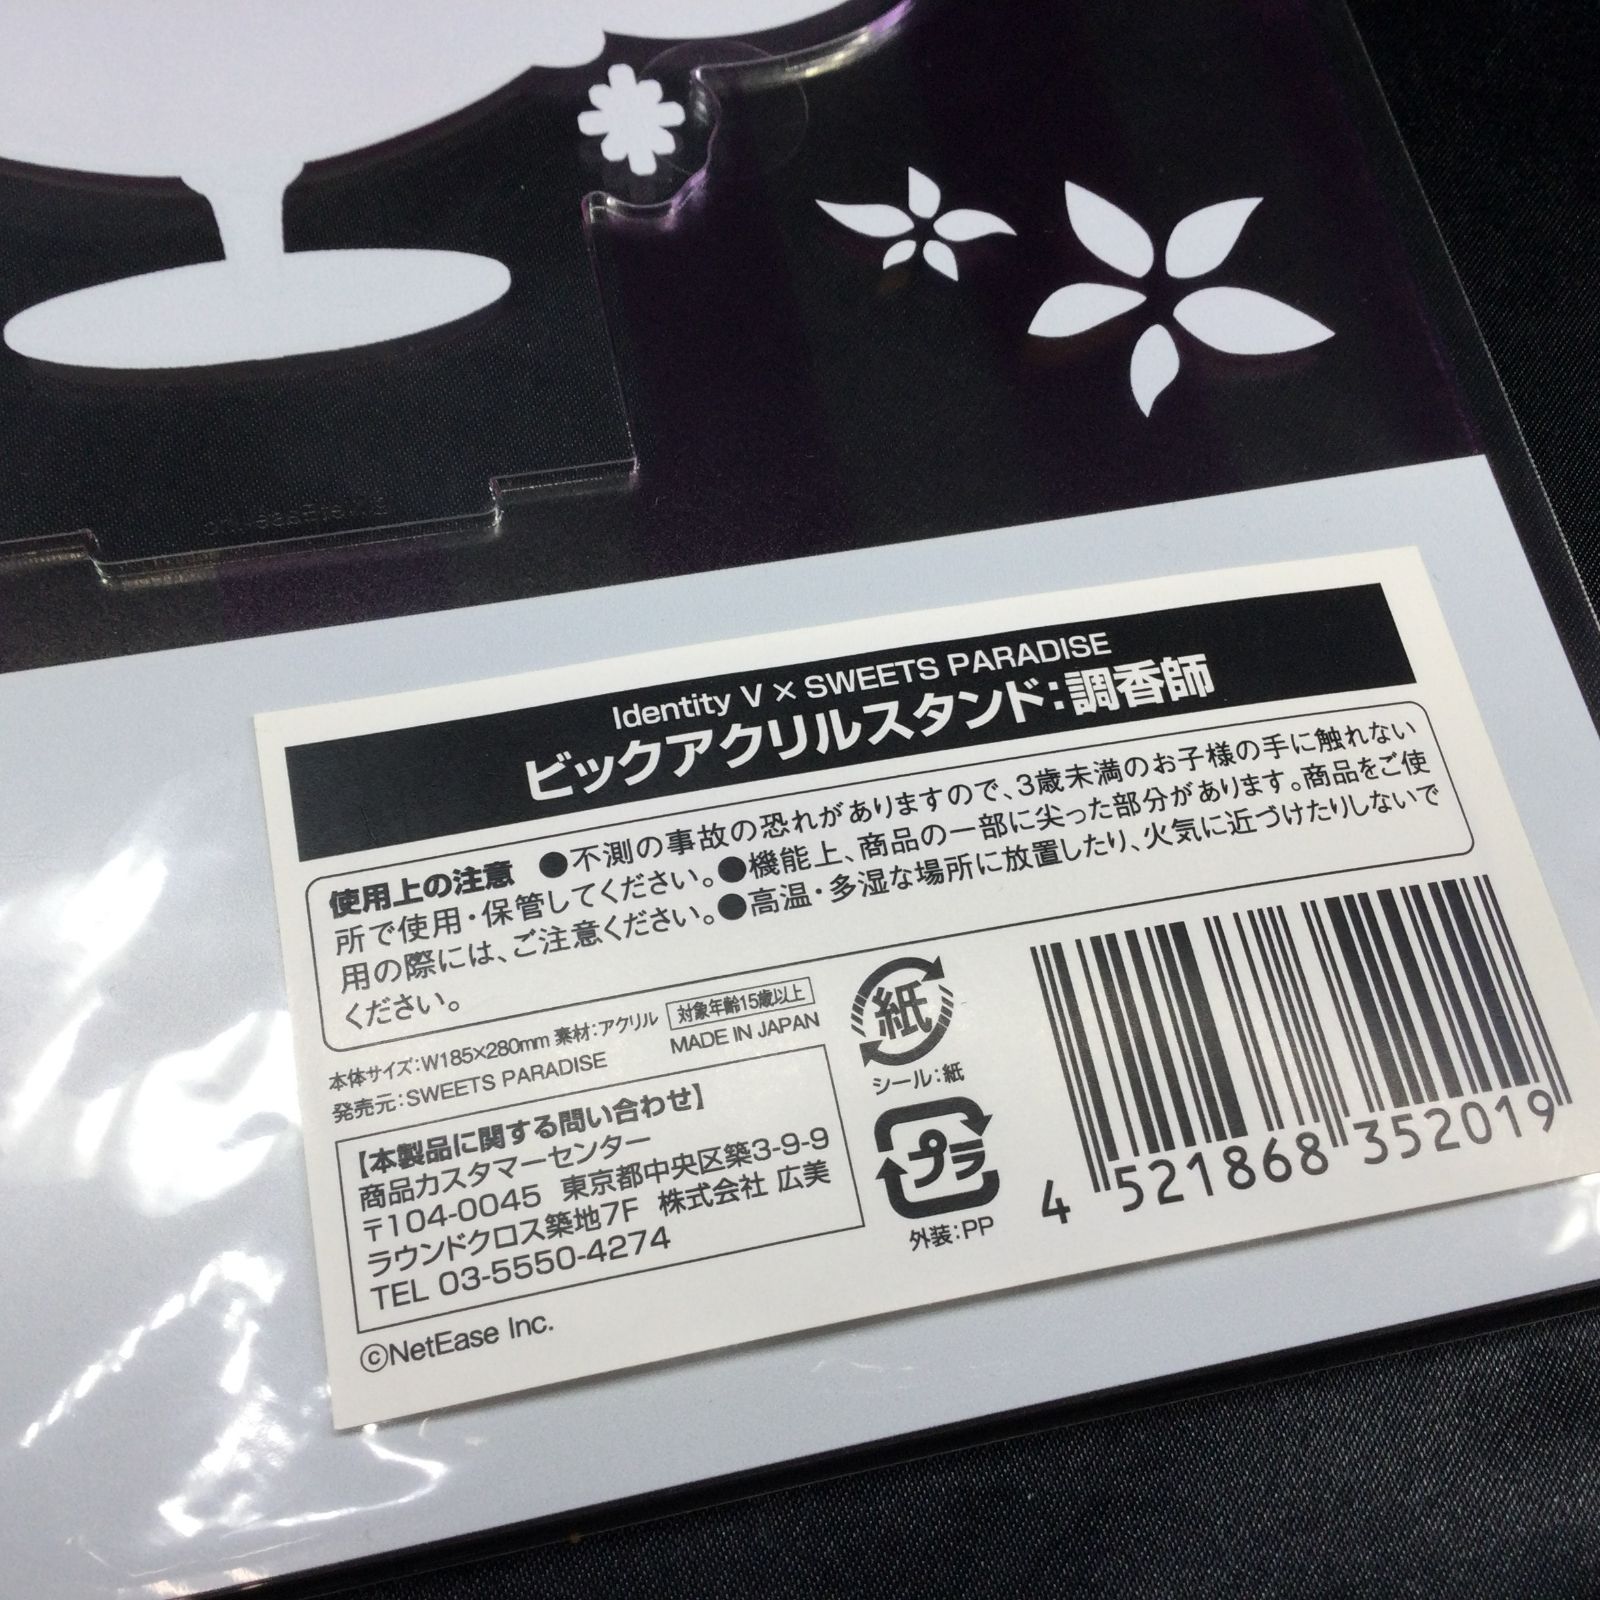 Identity V × SWEETS PARADISE
ビックアクリルスタンド:調香師
使用上の注意 ●不測の事故の恐れがありますので、3歳未満のお子様の手に触れない
所で使用・保管してください。●機能上、商品の一部に尖った部分があります。商品をご使
用の際には、ご注意ください。●高温・多湿な場所に放置したり、火気に近づけたりしないで
ください。
本体サイズ:W185×280mm 素材:アクリル 対象年齢15歳以上
発売元:SWEETS PARADISE MADE IN JAPAN
【本製品に関する問い合わせ】
商品カスタマーセンター
〒104-0045 東京都中央区築3-9-9
ラウンドクロス築地7F 株式会社 広美
TEL 03-5550-4274
©NetEase Inc.
紙
シール:紙
プラ
外装:PP
4 521868 352019